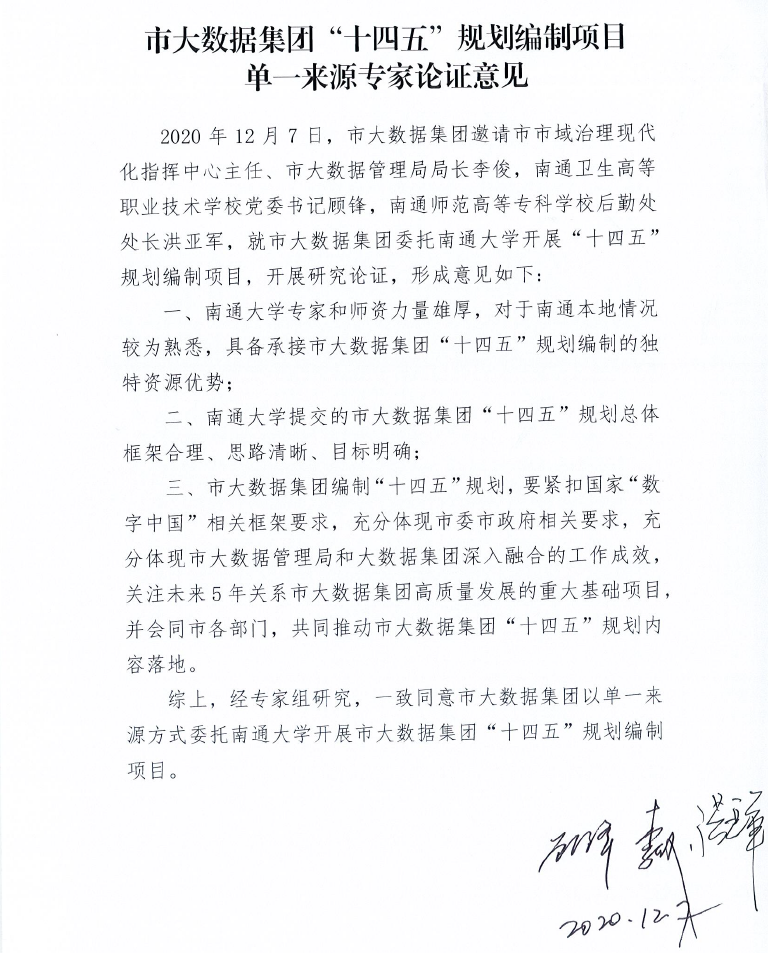 市大数据集团“十四五”规划编制项目
单一来源专家论证意见
2020 年 12 月 7 日，市大数据集团邀请市市域治理现代
化指挥中心主任、市大数据管理局局长李俊，南通卫生高等
职业技术学校党委书记顾锋，南通师范高等专科学校后勤处
处长洪亚军，就市大数据集团委托南通大学开展“十四五”
规划编制项目，开展研究论证，形成意见如下：
一、南通大学专家和师资力量雄厚，对于南通本地情况
较为熟悉，具备承接市大数据集团“十四五”规划编制的独
特资源优势；
二、南通大学提交的市大数据集团“十四五”规划总体
框架合理、思路清晰、目标明确；
三、市大数据集团编制“十四五”规划，要紧扣国家“数
字中国”相关框架要求，充分体现市委市政府相关要求，充
分体现市大数据管理局和大数据集团深入融合的工作成效，
关注未来 5 年关系市大数据集团高质量发展的重大基础项目，
并会同市各部门，共同推动市大数据集团“十四五”规划内
容落地。
综上，经专家组研究，一致同意市大数据集团以单一来
源方式委托南通大学开展市大数据集团“十四五”规划编制
项目。
顾锋 李俊 洪亚军
2020.12.7